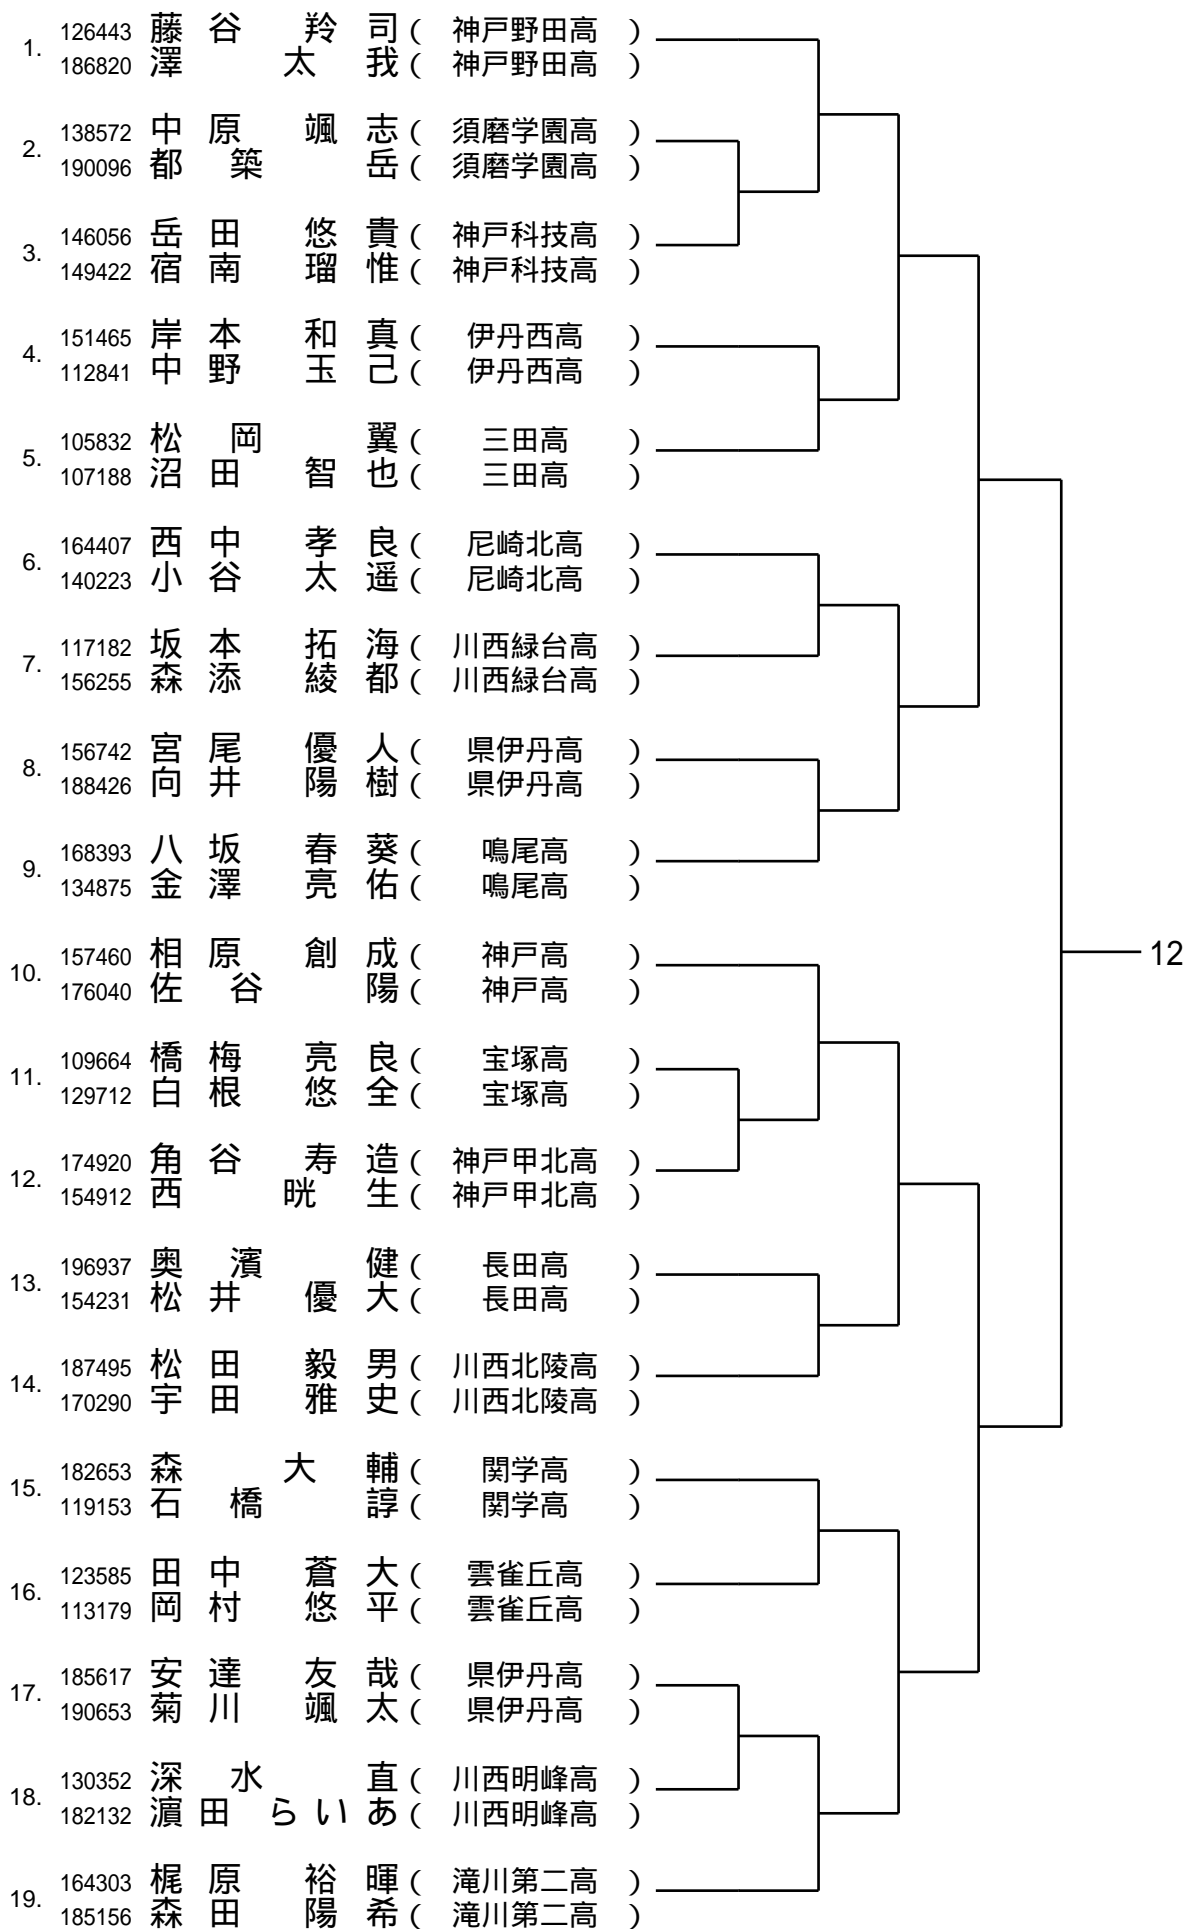 1. 126443 藤谷 羚司 ( 神戸野田高 )
186820 澤 太我 ( 神戸野田高 )
2. 138572 中原 颯志 ( 須磨学園高 )
190096 都築 岳 ( 須磨学園高 )
3. 146056 岳田 悠貴 ( 神戸科技高 )
149422 宿南 瑠惟 ( 神戸科技高 )
4. 151465 岸本 和真 ( 伊丹西高 )
112841 中野 玉己 ( 伊丹西高 )
5. 105832 松岡 翼 ( 三田高 )
107188 沼田 智也 ( 三田高 )
6. 164407 西中 孝良 ( 尼崎北高 )
140223 小谷 太遥 ( 尼崎北高 )
7. 117182 坂本 拓海 ( 川西緑台高 )
156255 森添 綾都 ( 川西緑台高 )
8. 156742 宮尾 優人 ( 県伊丹高 )
188426 向井 陽樹 ( 県伊丹高 )
9. 168393 八坂 春葵 ( 鳴尾高 )
134875 金澤 亮佑 ( 鳴尾高 )
10. 157460 相原 創成 ( 神戸高 )
176040 佐谷 陽 ( 神戸高 )
12
11. 109664 橋梅 亮良 ( 宝塚高 )
129712 白根 悠全 ( 宝塚高 )
12. 174920 角谷 寿造 ( 神戸甲北高 )
154912 西 晄生 ( 神戸甲北高 )
13. 196937 奥濱 健 ( 長田高 )
154231 松井 優大 ( 長田高 )
14. 187495 松田 毅男 ( 川西北陵高 )
170290 宇田 雅史 ( 川西北陵高 )
15. 182653 森 大輔 ( 関学高 )
119153 石橋 諄 ( 関学高 )
16. 123585 田中 蒼大 ( 雲雀丘高 )
113179 岡村 悠平 ( 雲雀丘高 )
17. 185617 安達 友哉 ( 県伊丹高 )
190653 菊川 颯太 ( 県伊丹高 )
18. 130352 深水 直 ( 川西明峰高 )
182132 濵田 らいあ ( 川西明峰高 )
19. 164303 梶原 裕暉 ( 滝川第二高 )
185156 森田 陽希 ( 滝川第二高 )